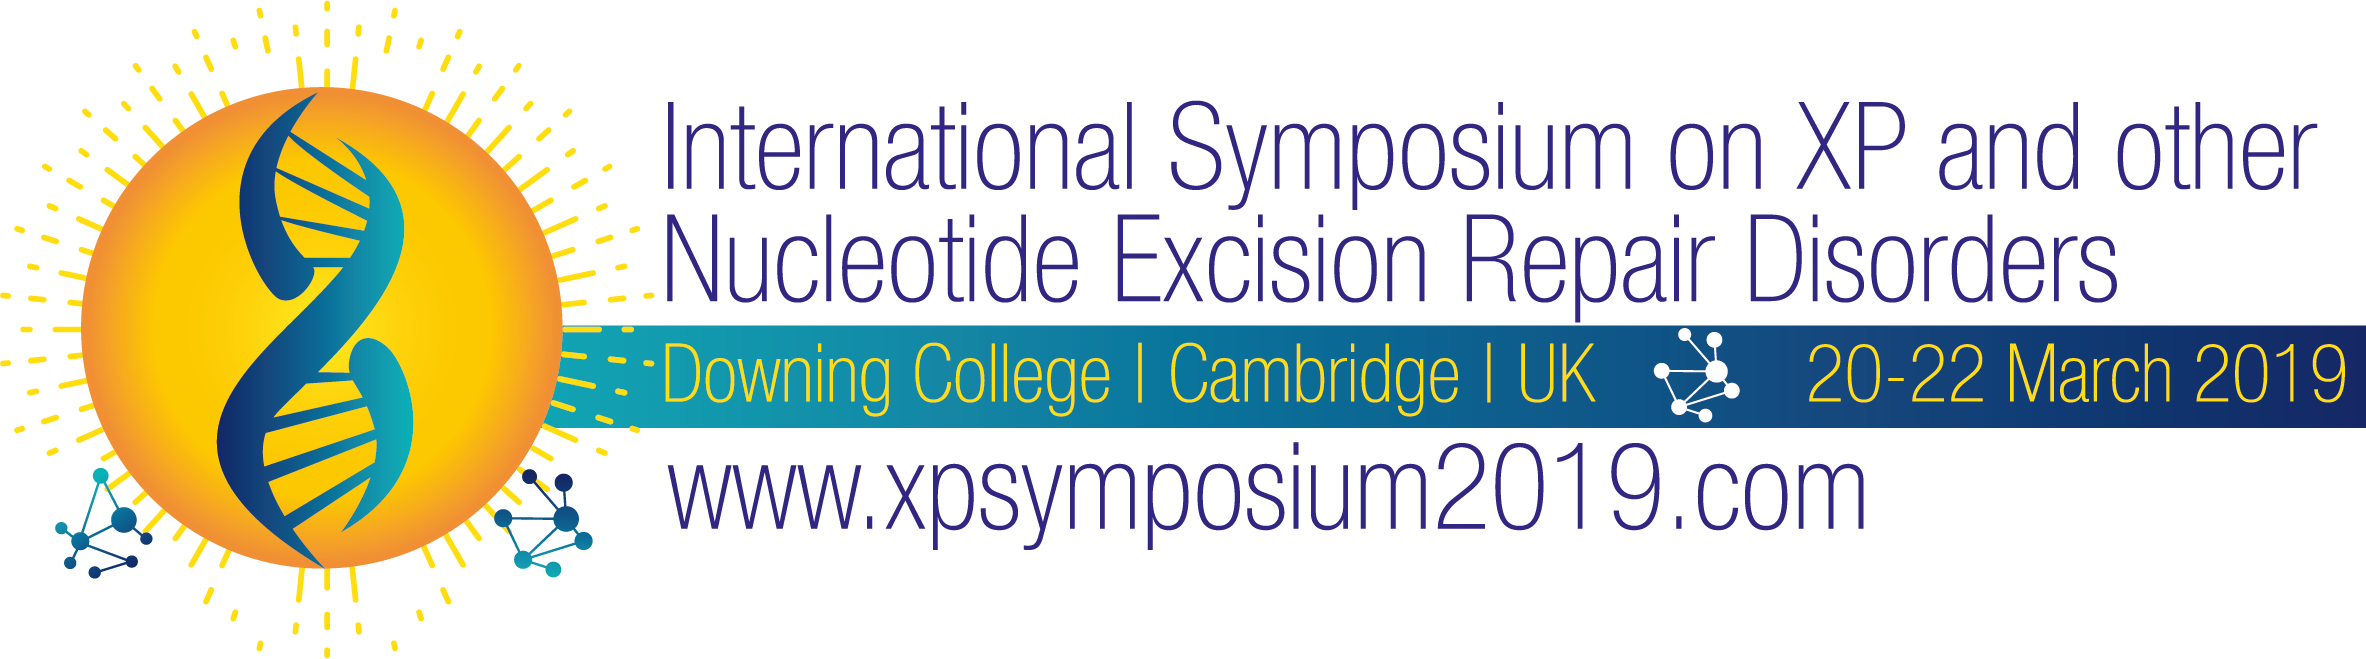 International Symposium on XP and other
Nucleotide Excision Repair Disorders
Downing College | Cambridge | UK 20-22 March 2019
www.xpsymposium2019.com